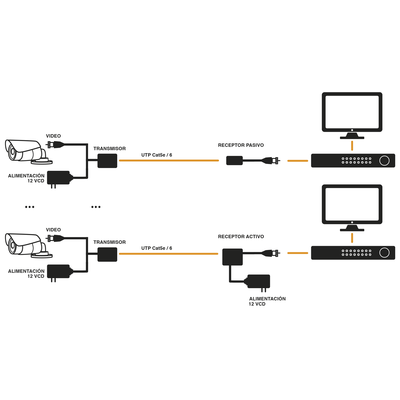 VIDEO
TRANSMISOR
UTP Cat5e / 6
RECEPTOR PASIVO
ALIMENTACIÓN
12 VCD
... ...
VIDEO
TRANSMISOR
UTP Cat5e / 6
RECEPTOR ACTIVO
ALIMENTACIÓN
12 VCD
ALIMENTACIÓN
12 VCD